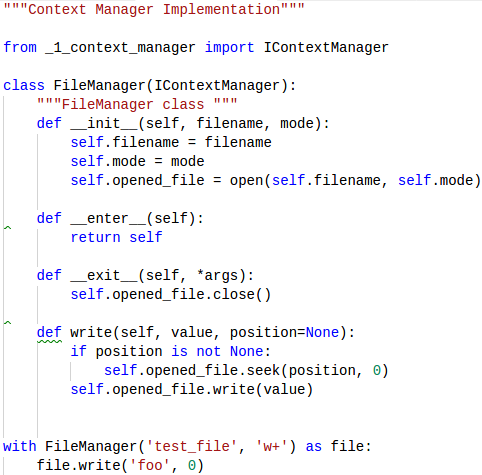 """Context Manager Implementation"""
from _1_context_manager import IContextManager
class FileManager(IContextManager):
    """FileManager class """
    def __init__(self, filename, mode):
        self.filename = filename
        self.mode = mode
        self.opened_file = open(self.filename, self.mode)
    def __enter__(self):
        return self
    def __exit__(self, *args):
        self.opened_file.close()
    def write(self, value, position=None):
        if position is not None:
            self.opened_file.seek(position, 0)
        self.opened_file.write(value)
with FileManager('test_file', 'w+') as file:
    file.write('foo', 0)